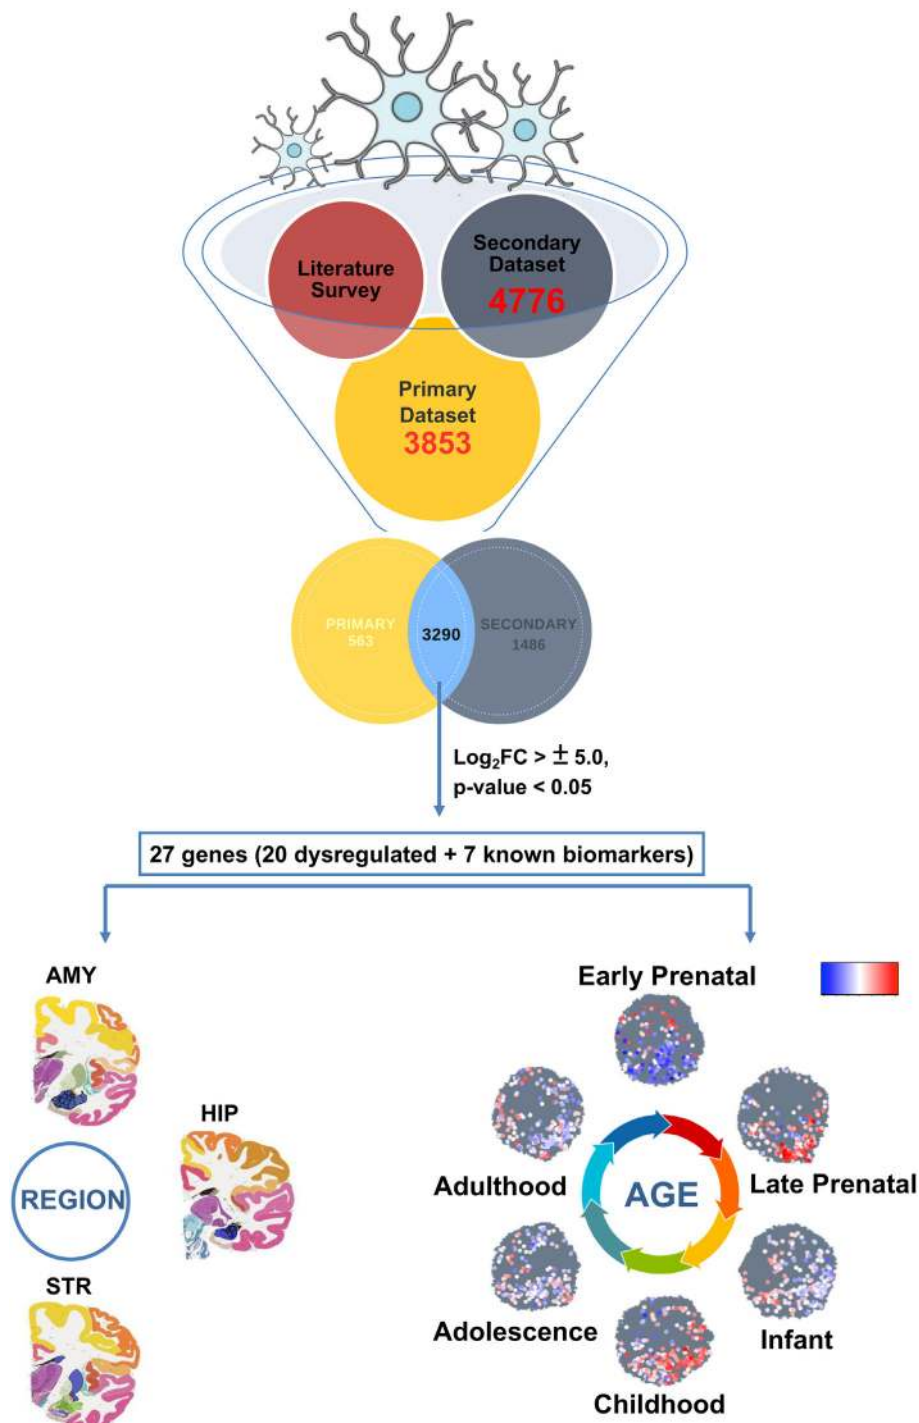 Literature
Survey
Secondary
Dataset
4776
Primary
Dataset
3853
PRIMARY
563
3290
SECONDARY
1486
Log₂FC > ± 5.0,
p-value < 0.05
27 genes (20 dysregulated + 7 known biomarkers)
AMY
HIP
REGION
STR
Early Prenatal
Late Prenatal
Infant
Childhood
Adolescence
Adulthood
AGE